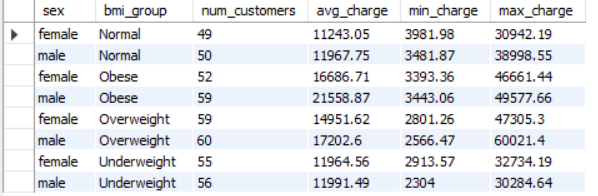 sex bmi_group num_customers avg_charge min_charge max_charge
female Normal 49 11243.05 3981.98 30942.19
male Normal 50 11967.75 3481.87 38998.55
female Obese 52 16686.71 3393.36 46661.44
male Obese 59 21558.87 3443.06 49577.66
female Overweight 59 14951.62 2801.26 47305.3
male Overweight 60 17202.6 2566.47 60021.4
female Underweight 55 11964.56 2913.57 32734.19
male Underweight 56 11991.49 2304 30284.64